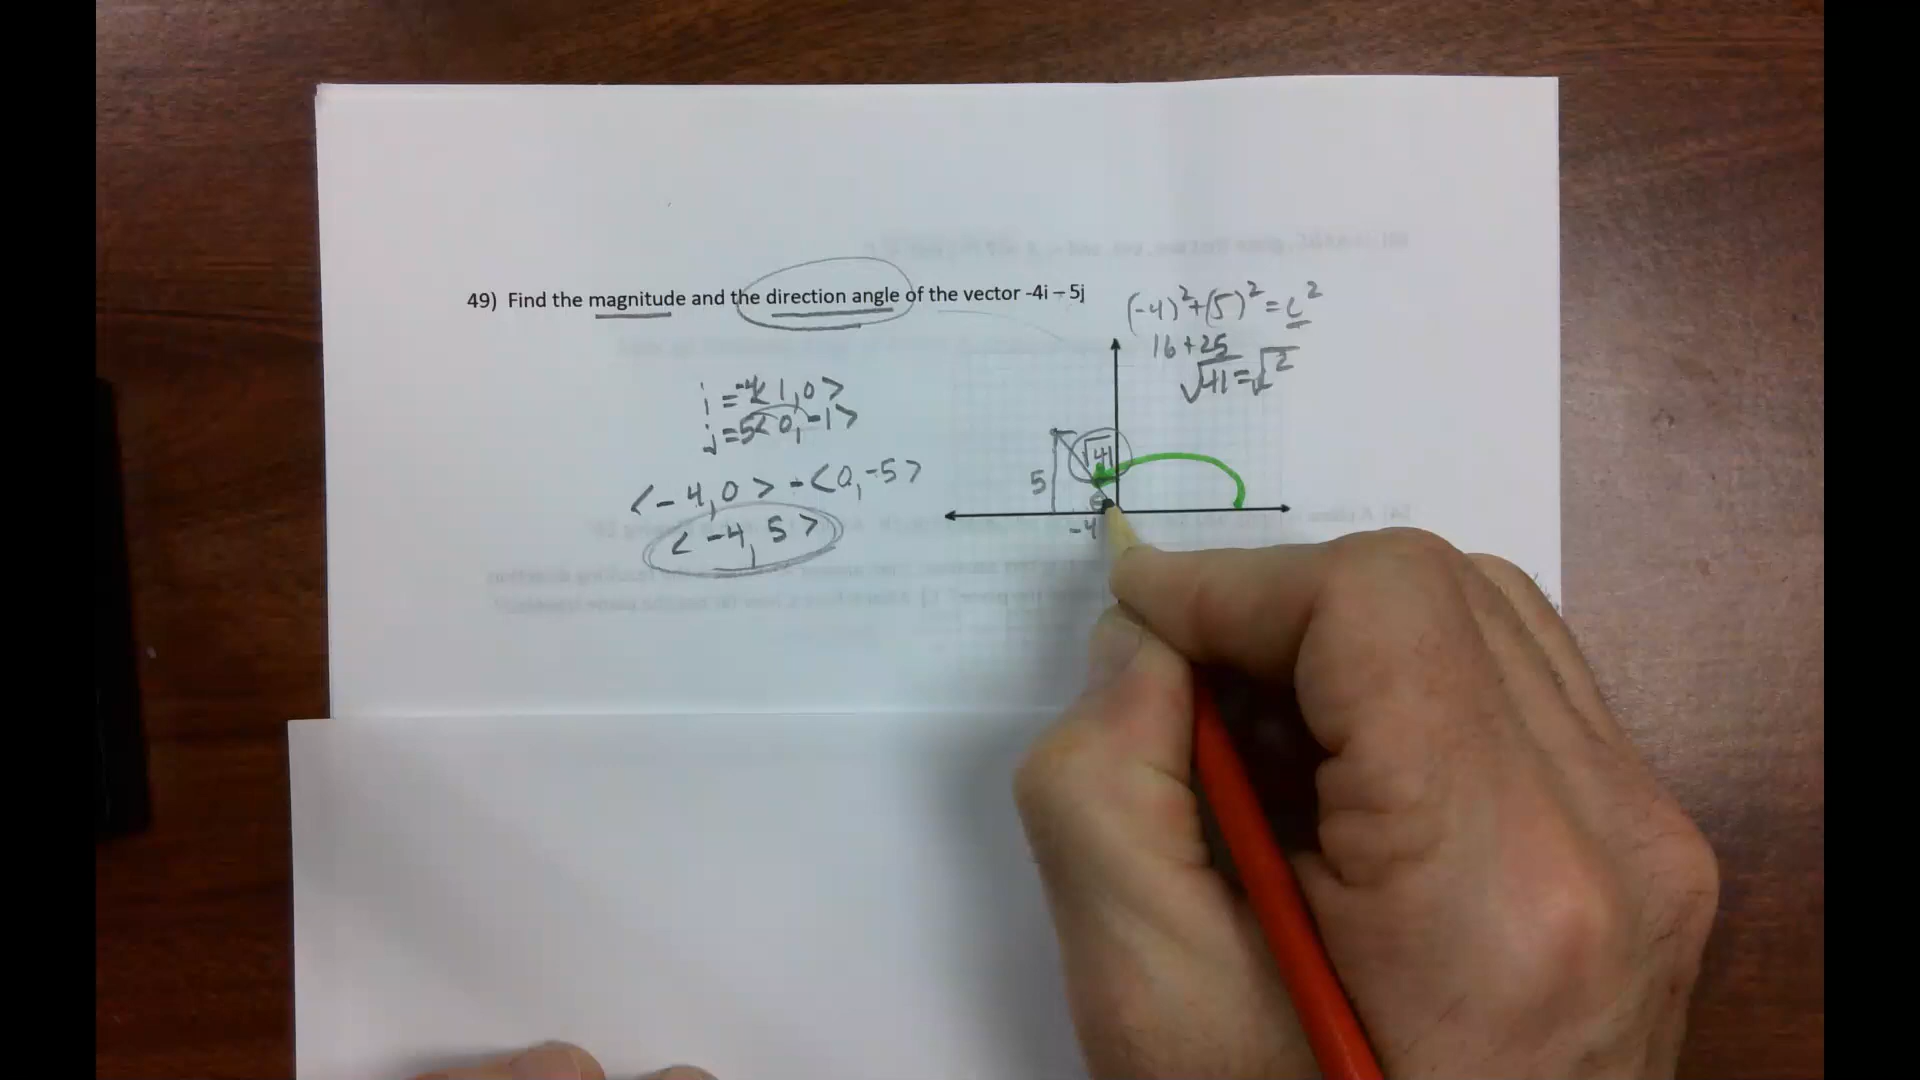 49) Find the magnitude and the direction angle of the vector -4i – 5j
(-4)²+(5)²=c²
16+25
√41=√c²
i = -4<1,0>
j=5<0,-1>
<-4,0> - <0,-5>
<-4,5>
√41
5
-4